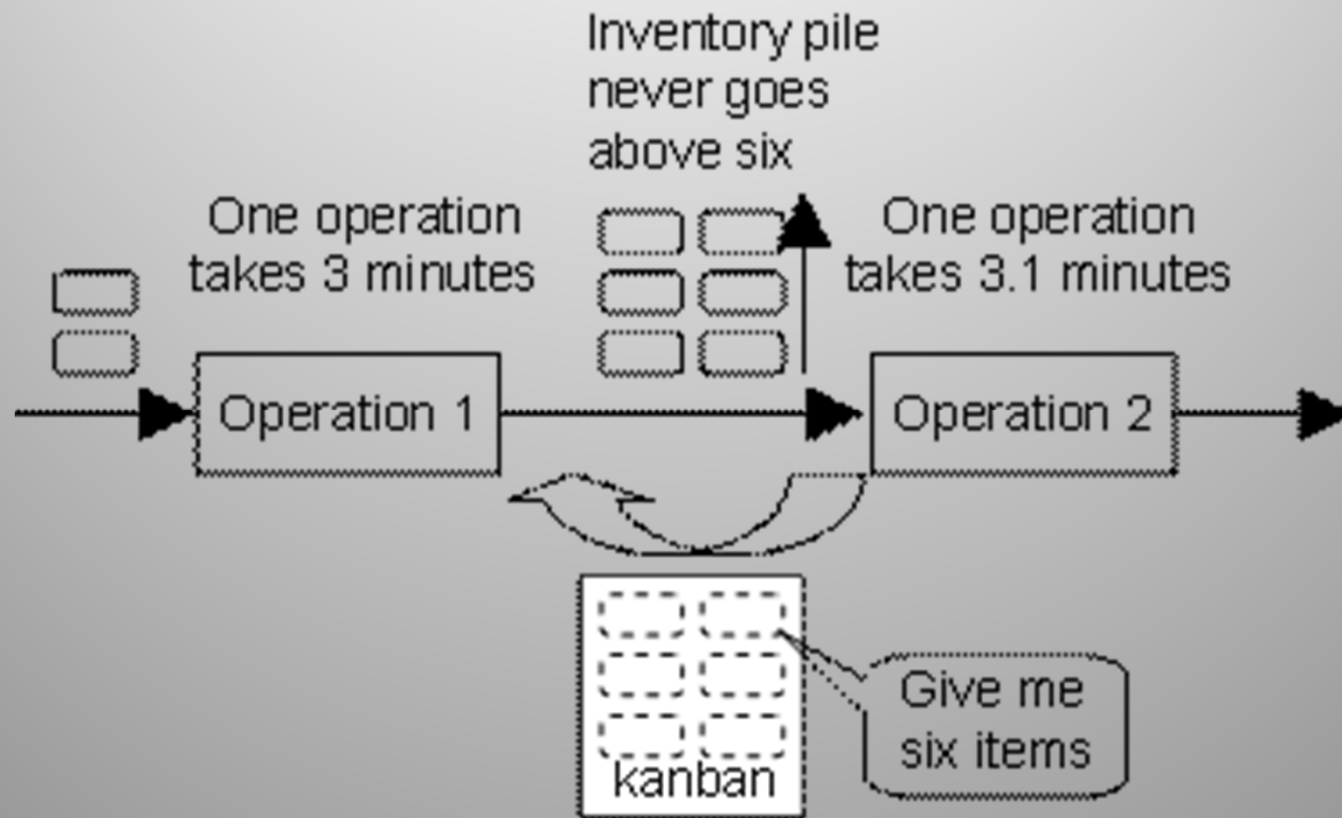 Inventory pile
never goes
above six
One operation
takes 3 minutes
One operation
takes 3.1 minutes
Operation 1
Operation 2
Give me
six items
kanban